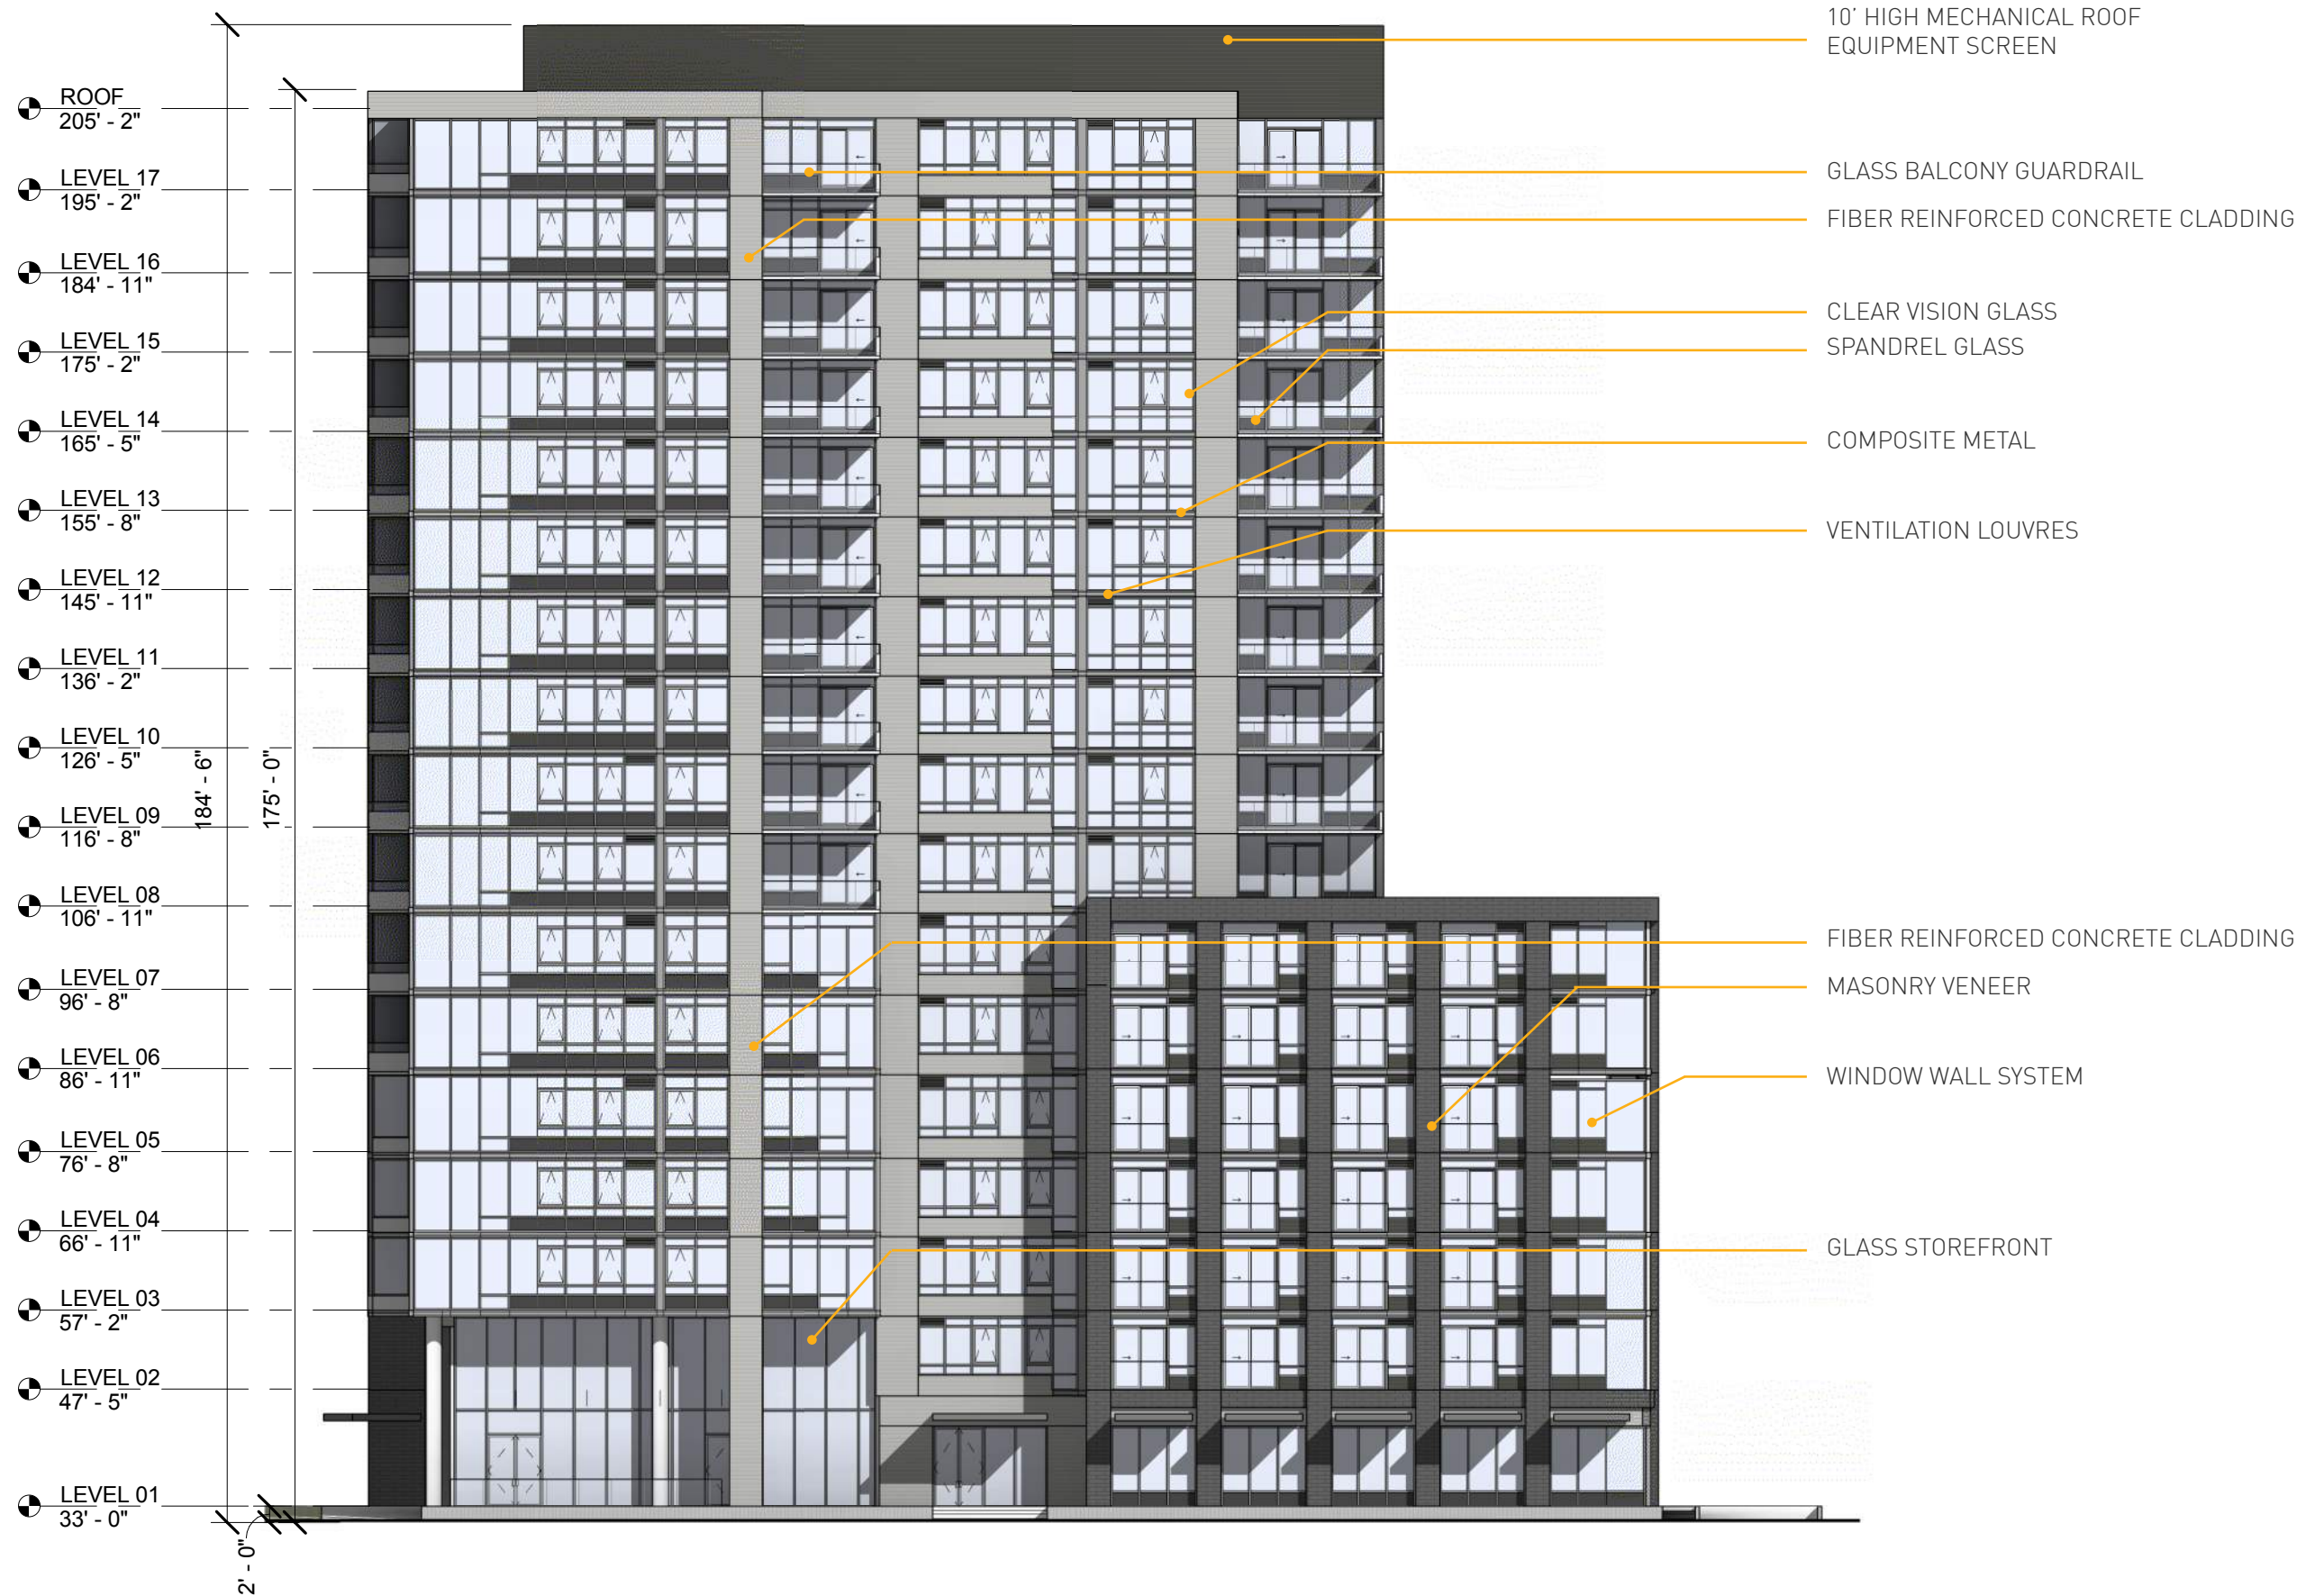 10' HIGH MECHANICAL ROOF
EQUIPMENT SCREEN
ROOF
205' - 2"
LEVEL 17
195' - 2"
LEVEL 16
184' - 11"
LEVEL 15
175' - 2"
LEVEL 14
165' - 5"
LEVEL 13
155' - 8"
LEVEL 12
145' - 11"
LEVEL 11
136' - 2"
LEVEL 10
126' - 5"
LEVEL 09
116' - 8"
LEVEL 08
106' - 11"
LEVEL 07
96' - 8"
LEVEL 06
86' - 11"
LEVEL 05
76' - 8"
LEVEL 04
66' - 11"
LEVEL 03
57' - 2"
LEVEL 02
47' - 5"
LEVEL 01
33' - 0"
184' - 6"
175' - 0"
2' - 0"
GLASS BALCONY GUARDRAIL
FIBER REINFORCED CONCRETE CLADDING
CLEAR VISION GLASS
SPANDREL GLASS
COMPOSITE METAL
VENTILATION LOUVRES
FIBER REINFORCED CONCRETE CLADDING
MASONRY VENEER
WINDOW WALL SYSTEM
GLASS STOREFRONT